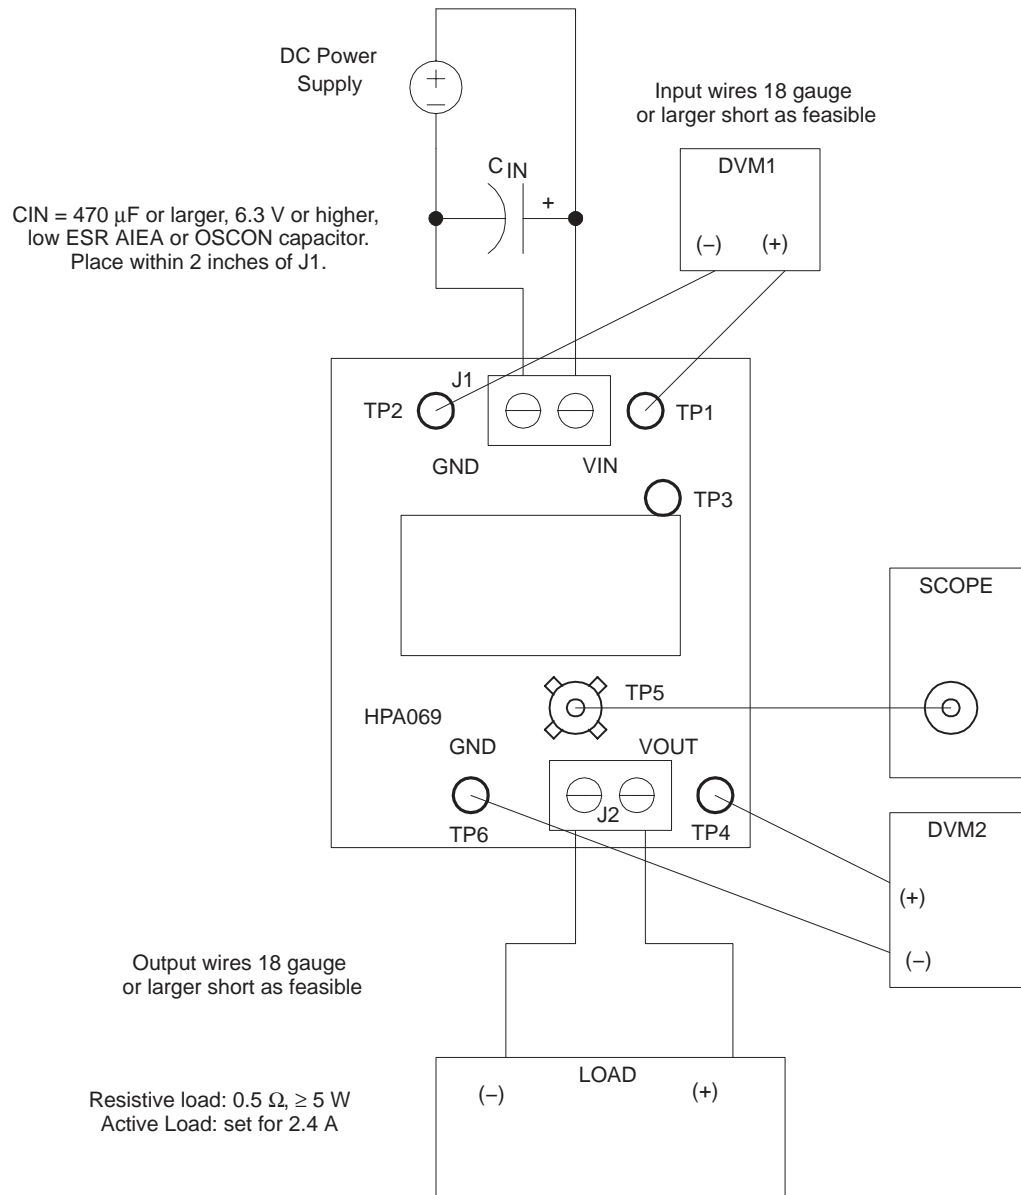 DC Power
Supply
+
–
Input wires 18 gauge
or larger short as feasible
DVM1
(–) (+)
CIN
+
CIN = 470 μF or larger, 6.3 V or higher,
low ESR AIEA or OSCON capacitor.
Place within 2 inches of J1.
J1
TP2
TP1
GND
VIN
TP3
SCOPE
TP5
HPA069
GND
VOUT
J2
TP6
TP4
DVM2
(+)
(–)
Output wires 18 gauge
or larger short as feasible
LOAD
(–) (+)
Resistive load: 0.5 Ω, ≥ 5 W
Active Load: set for 2.4 A